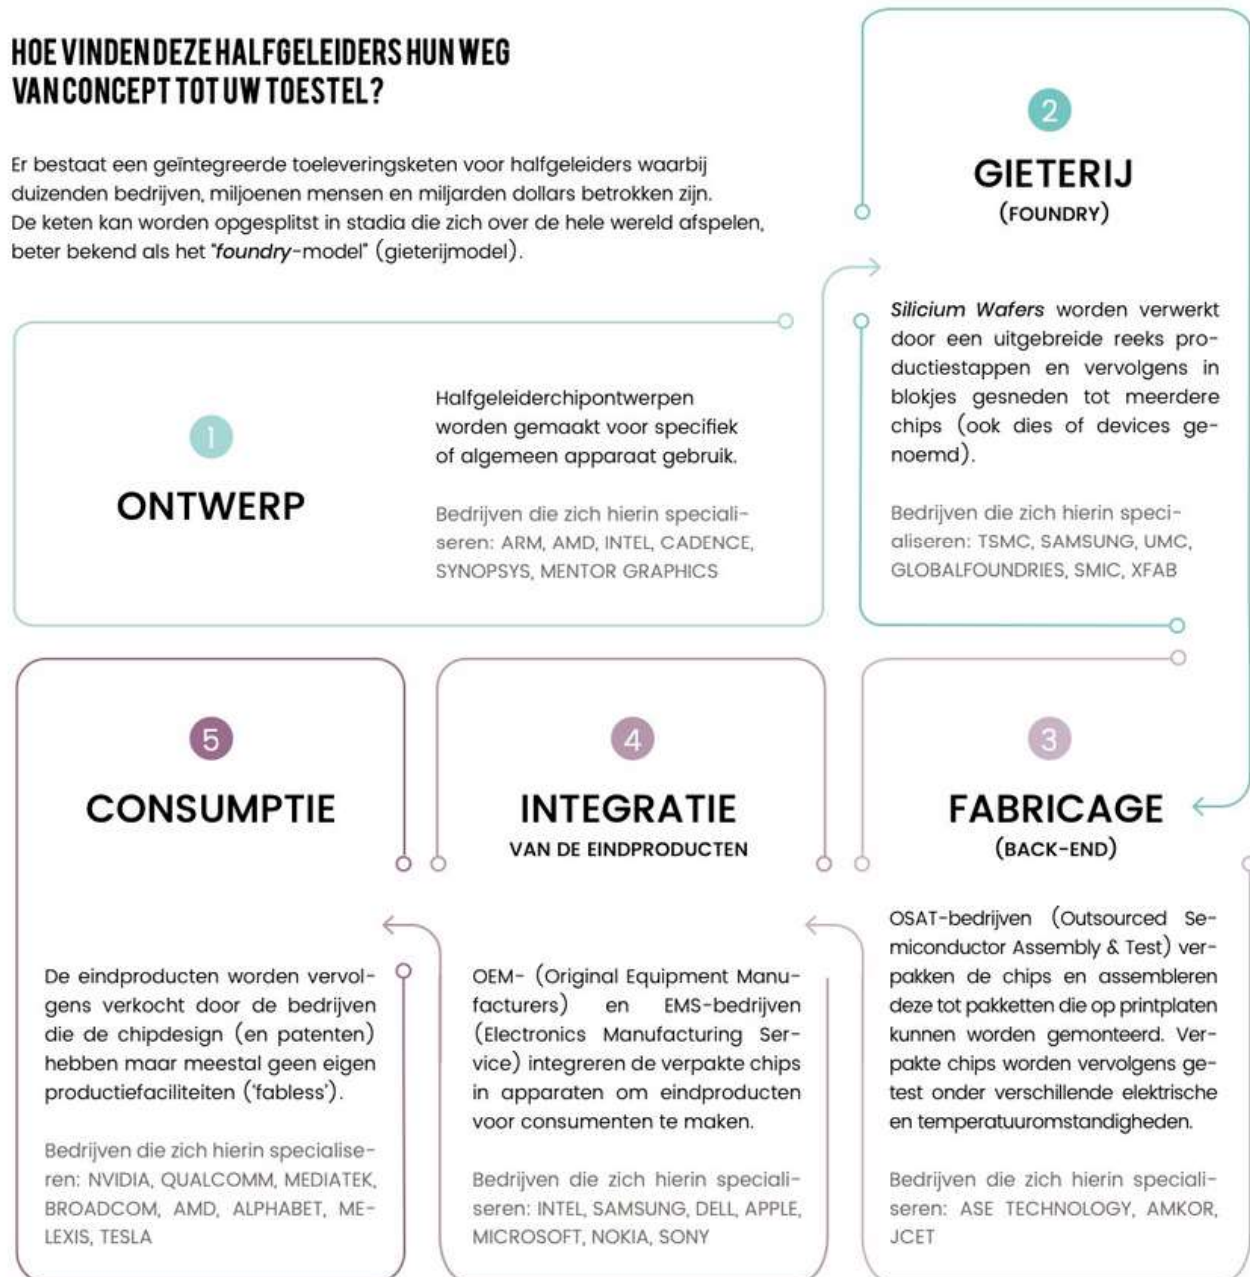 HOE VINDEN DEZE HALFGELEIDERS HUN WEG
VAN CONCEPT TOT UW TOESTEL?
Er bestaat een geïntegreerde toeleveringsketen voor halfgeleiders waarbij
duizenden bedrijven, miljoenen mensen en miljarden dollars betrokken zijn.
De keten kan worden opgesplitst in stadia die zich over de hele wereld afspelen,
beter bekend als het "foundry-model" (gieterijmodel).
1
ONTWERP
Halfgeleiderchipontwerpen
worden gemaakt voor specifiek
of algemeen apparaat gebruik.
Bedrijven die zich hierin speciali-
seren: ARM, AMD, INTEL, CADENCE,
SYNOPSYS, MENTOR GRAPHICS
2
GIETERIJ
(FOUNDRY)
Silicium Wafers worden verwerkt
door een uitgebreide reeks pro-
ductiestappen en vervolgens in
blokjes gesneden tot meerdere
chips (ook dies of devices ge-
noemd).
Bedrijven die zich hierin speci-
aliseren: TSMC, SAMSUNG, UMC,
GLOBALFOUNDRIES, SMIC, XFAB
3
FABRICAGE
(BACK-END)
OSAT-bedrijven (Outsourced Se-
miconductor Assembly & Test) ver-
pakken de chips en assembleren
deze tot pakketten die op printplaten
kunnen worden gemonteerd. Ver-
pakte chips worden vervolgens ge-
test onder verschillende elektrische
en temperatuuromstandigheden.
Bedrijven die zich hierin speciali-
seren: ASE TECHNOLOGY, AMKOR,
JCET
4
INTEGRATIE
VAN DE EINDPRODUCTEN
OEM- (Original Equipment Manu-
facturers) en EMS-bedrijven
(Electronics Manufacturing Ser-
vice) integreren de verpakte chips
in apparaten om eindproducten
voor consumenten te maken.
Bedrijven die zich hierin speciali-
seren: INTEL, SAMSUNG, DELL, APPLE,
MICROSOFT, NOKIA, SONY
5
CONSUMPTIE
De eindproducten worden vervol-
gens verkocht door de bedrijven
die de chipdesign (en patenten)
hebben maar meestal geen eigen
productiefaciliteiten ('fabless').
Bedrijven die zich hierin specialise-
ren: NVIDIA, QUALCOMM, MEDIATEK,
BROADCOM, AMD, ALPHABET, ME-
LEXIS, TESLA